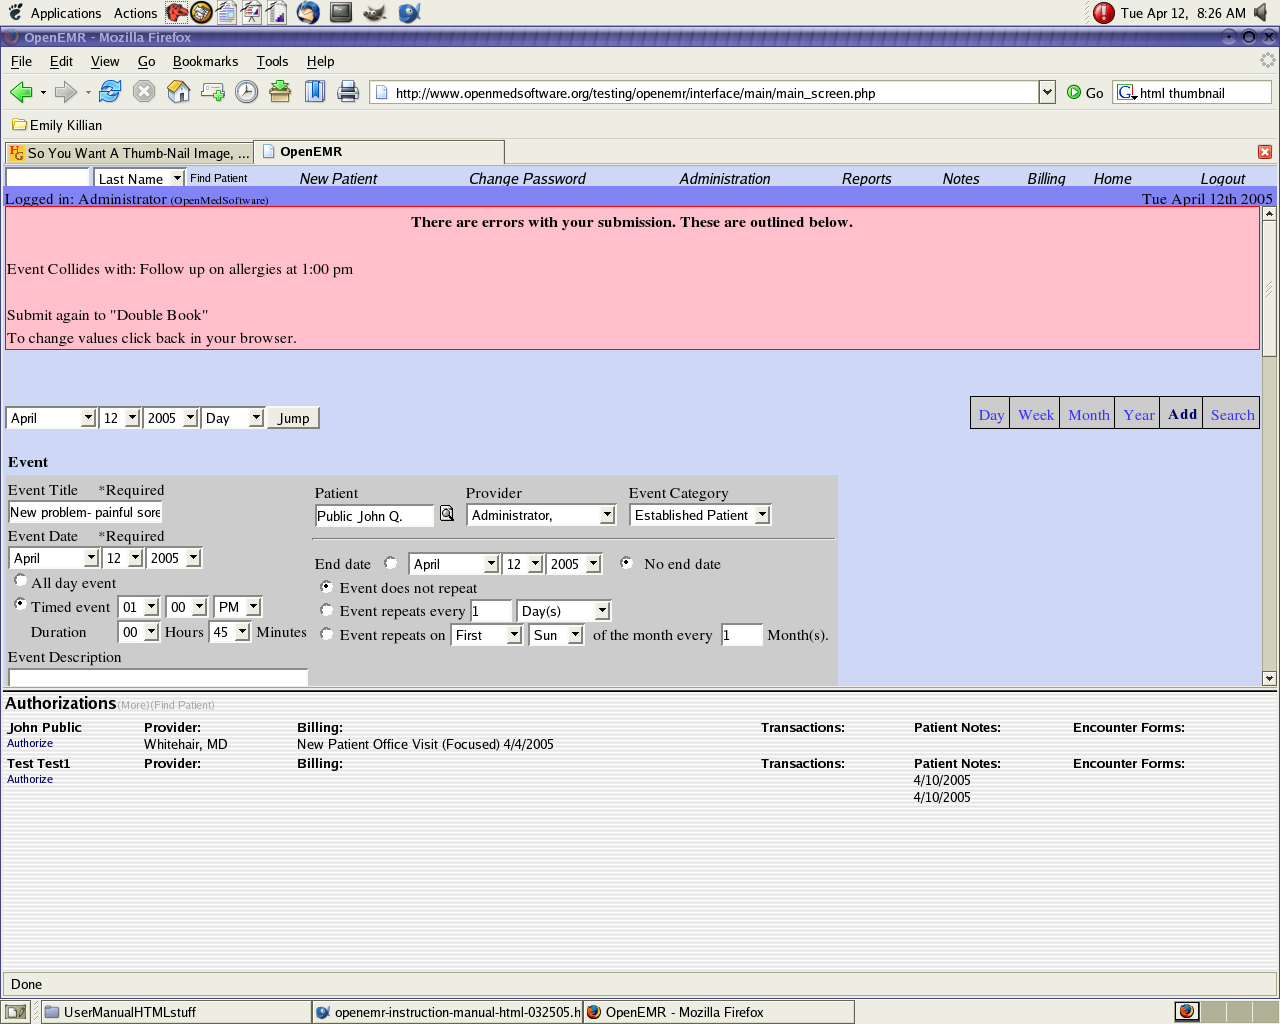 Applications Actions Tue Apr 12, 8:26 AM
OpenEMR - Mozilla Firefox
File Edit View Go Bookmarks Tools Help
http://www.openmedsoftware.org/testing/openemr/interface/main/main_screen.php Go G html thumbnail
Emily Killian
HG So You Want A Thumb-Nail Image, ... OpenEMR
Last Name Find Patient New Patient Change Password Administration Reports Notes Billing Home Logout
Logged in: Administrator (OpenMedSoftware) Tue April 12th 2005
There are errors with your submission. These are outlined below.
Event Collides with: Follow up on allergies at 1:00 pm
Submit again to "Double Book"
To change values click back in your browser.
April 12 2005 Day Jump Day Week Month Year Add Search
Event
Event Title *Required Patient Provider Event Category
New problem- painful sore Public John Q. Administrator, Established Patient
Event Date *Required
April 12 2005 End date April 12 2005 No end date
All day event Event does not repeat
Timed event 01 00 PM Event repeats every 1 Day(s)
Duration 00 Hours 45 Minutes Event repeats on First Sun of the month every 1 Month(s).
Event Description
Authorizations (More)(Find Patient)
John Public Provider: Billing: Transactions: Patient Notes: Encounter Forms:
Authorize Whitehair, MD New Patient Office Visit (Focused) 4/4/2005
Test Test1 Provider: Billing: Transactions: Patient Notes: Encounter Forms:
Authorize 4/10/2005
4/10/2005
Done
UserManualHTMLstuff openemr-instruction-manual-html-032505.h OpenEMR - Mozilla Firefox